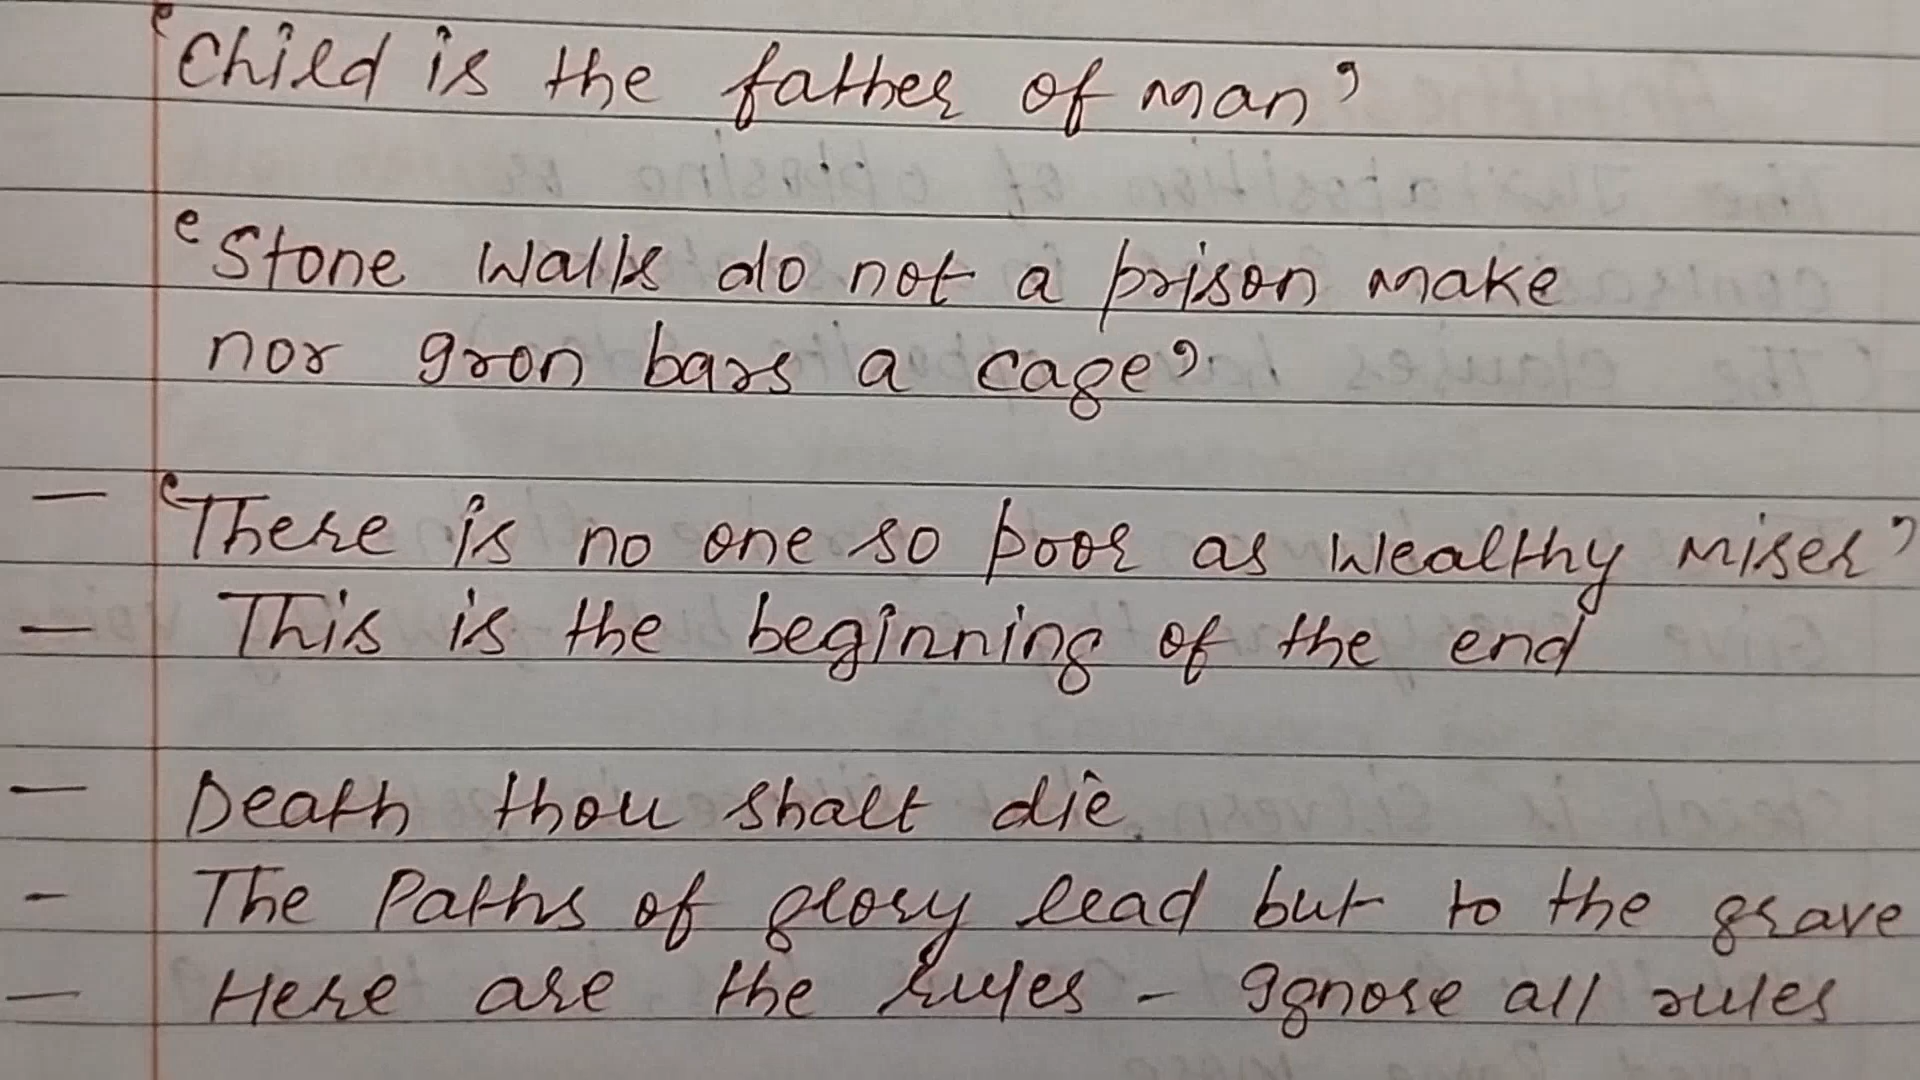 'Child is the father of man'
'Stone Walls do not a prison make
nor Iron bars a cage'
- 'There is no one so poor as wealthy miser'
- This is the beginning of the end
- Death thou shalt die.
- The Paths of glory lead but to the grave
- Here are the rules - Ignore all rules